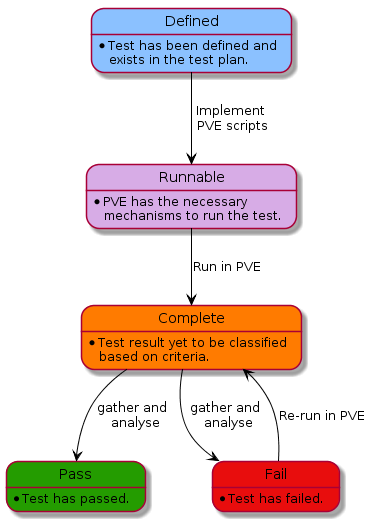 Defined
• Test has been defined and
exists in the test plan.
Implement
PVE scripts
Runnable
• PVE has the necessary
mechanisms to run the test.
Run in PVE
Complete
• Test result yet to be classified
based on criteria.
gather and
analyse
gather and
analyse
Re-run in PVE
Pass
• Test has passed.
Fail
• Test has failed.